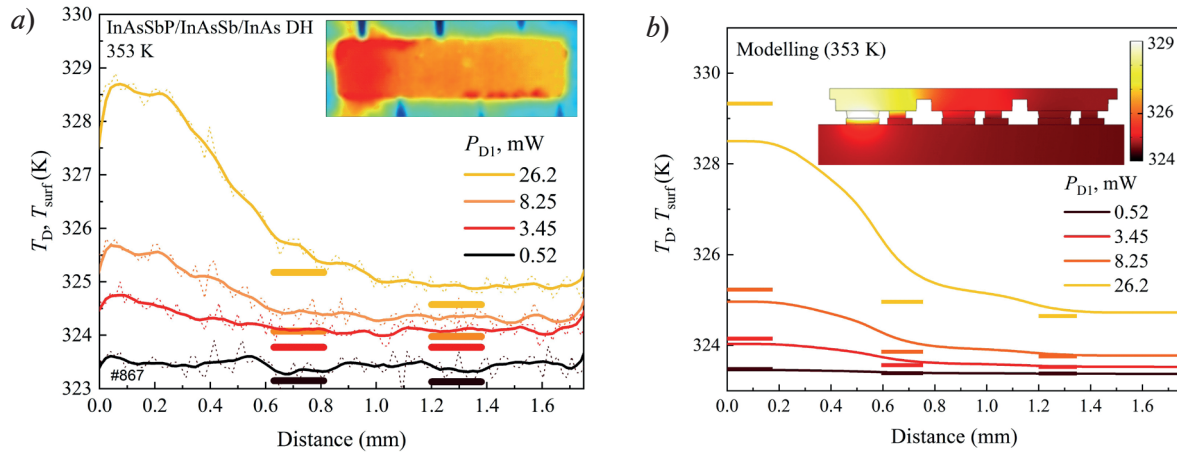 a)
InAsSbP/InAsSb/InAs DH
353 K
P_D1, mW
26.2
8.25
3.45
0.52
#867
T_D, T_surf (K)
330
329
328
327
326
325
324
323
0.0 0.2 0.4 0.6 0.8 1.0 1.2 1.4 1.6
Distance (mm)
b)
Modelling (353 K)
329
326
324
P_D1, mW
0.52
3.45
8.25
26.2
T_D, T_surf (K)
330
328
326
324
0.0 0.2 0.4 0.6 0.8 1.0 1.2 1.4 1.6
Distance (mm)